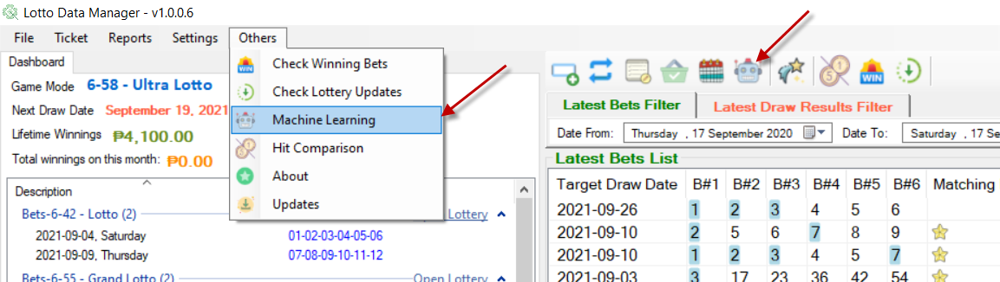 Lotto Data Manager - v1.0.0.6
File Ticket Reports Settings Others
Dashboard
Game Mode 6-58 - Ultra Lotto
Next Draw Date September 19, 2021
Lifetime Winnings ₱4,100.00
Total winnings on this month: ₱0.00
Description
Bets-6-42 - Lotto (2) Lottery
2021-09-04, Saturday 01-02-03-04-05-06
2021-09-09, Thursday 07-08-09-10-11-12
Bets-6-55 - Grand Lotto (2) Open Lottery
WIN Check Winning Bets
Check Lottery Updates
Machine Learning
5 1 Hit Comparison
About
Updates
5 1 WIN
Latest Bets Filter Latest Draw Results Filter
Date From: Thursday , 17 September 2020 Date To: Saturday , 17 Se
Latest Bets List
Target Draw Date B#1 B#2 B#3 B#4 B#5 B#6 Matching
2021-09-26 1 2 3 4 5 6
2021-09-10 2 5 6 7 8 9
2021-09-10 1 2 3 4 5 7
2021-09-03 3 17 23 36 42 54